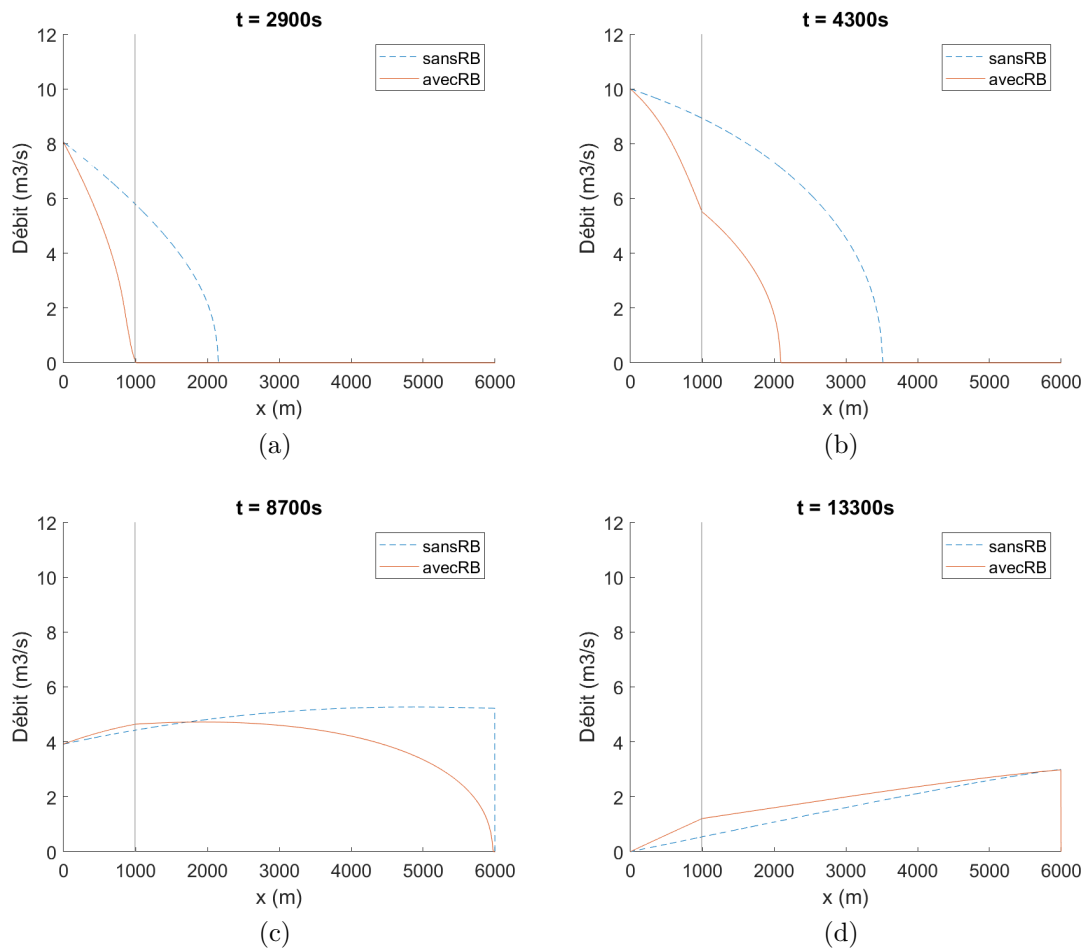 t = 2900s
12
10
8
6
4
2
0
Débit (m3/s)
sansRB
avecRB
0 1000 2000 3000 4000 5000 6000
x (m)
(a)
t = 4300s
12
10
8
6
4
2
0
Débit (m3/s)
sansRB
avecRB
0 1000 2000 3000 4000 5000 6000
x (m)
(b)
t = 8700s
12
10
8
6
4
2
0
Débit (m3/s)
sansRB
avecRB
0 1000 2000 3000 4000 5000 6000
x (m)
(c)
t = 13300s
12
10
8
6
4
2
0
Débit (m3/s)
sansRB
avecRB
0 1000 2000 3000 4000 5000 6000
x (m)
(d)